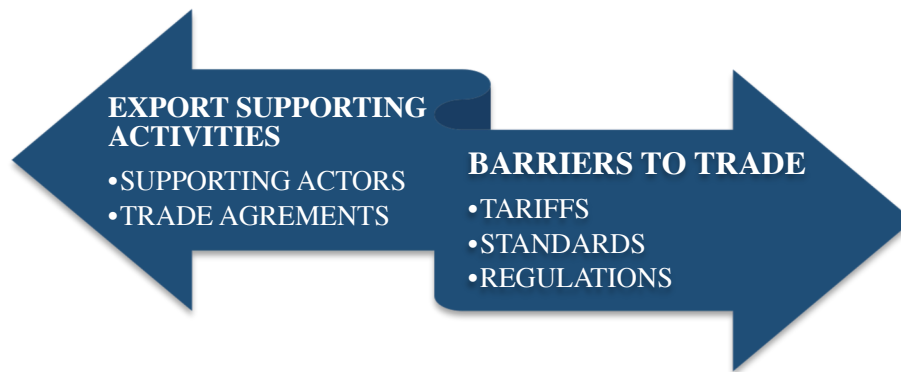 EXPORT SUPPORTING
ACTIVITIES
•SUPPORTING ACTORS
•TRADE AGREMENTS
BARRIERS TO TRADE
•TARIFFS
•STANDARDS
•REGULATIONS